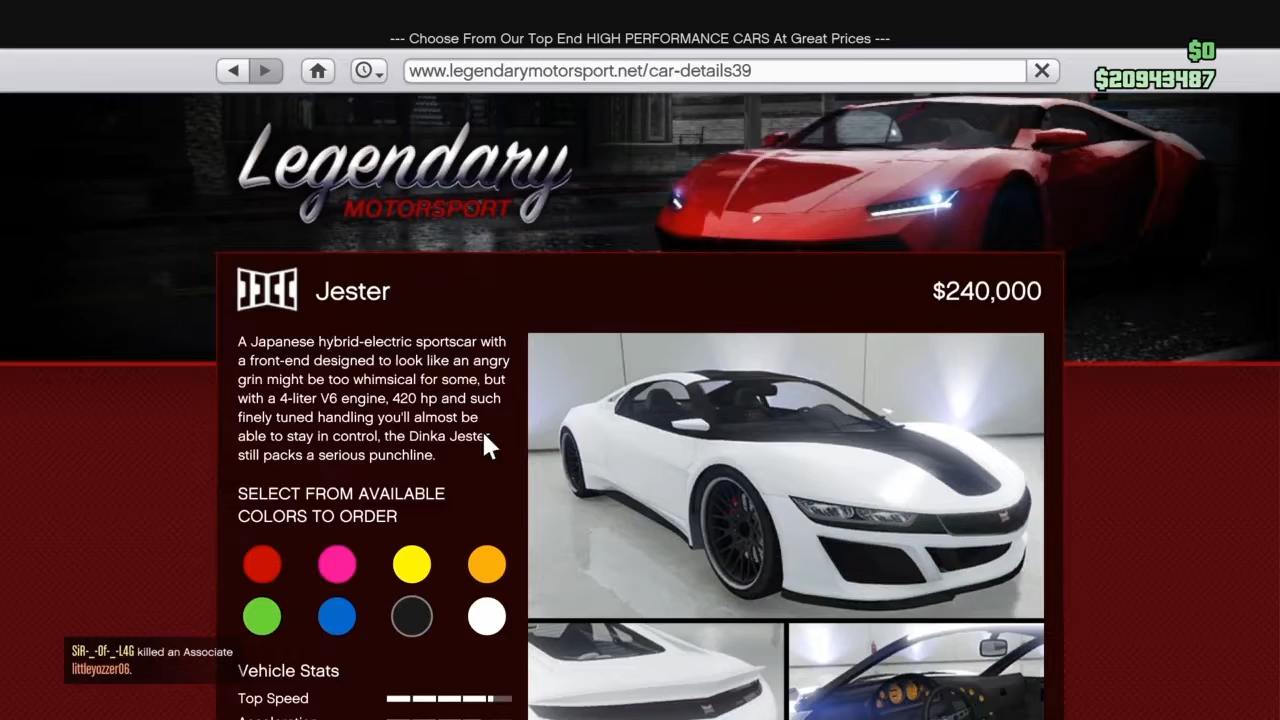 --- Choose From Our Top End HIGH PERFORMANCE CARS At Great Prices ---
$0
www.legendarymotorsport.net/car-details39
$20943487
Legendary
MOTORSPORT
Jester
$240,000
A Japanese hybrid-electric sportscar with
a front-end designed to look like an angry
grin might be too whimsical for some, but
with a 4-liter V6 engine, 420 hp and such
finely tuned handling you'll almost be
able to stay in control, the Dinka Jester
still packs a serious punchline.
SELECT FROM AVAILABLE
COLORS TO ORDER
SiR-_-0f-_-L4G killed an Associate
littleyozzer06.
Vehicle Stats
Top Speed
Acceleration